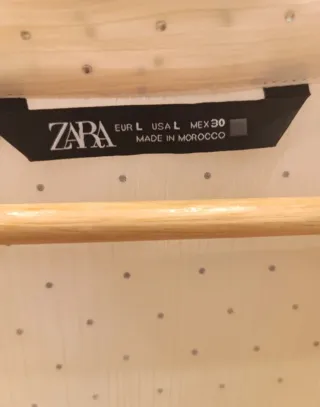 ZARA EUR L USA L MEX 30
MADE IN MOROCCO